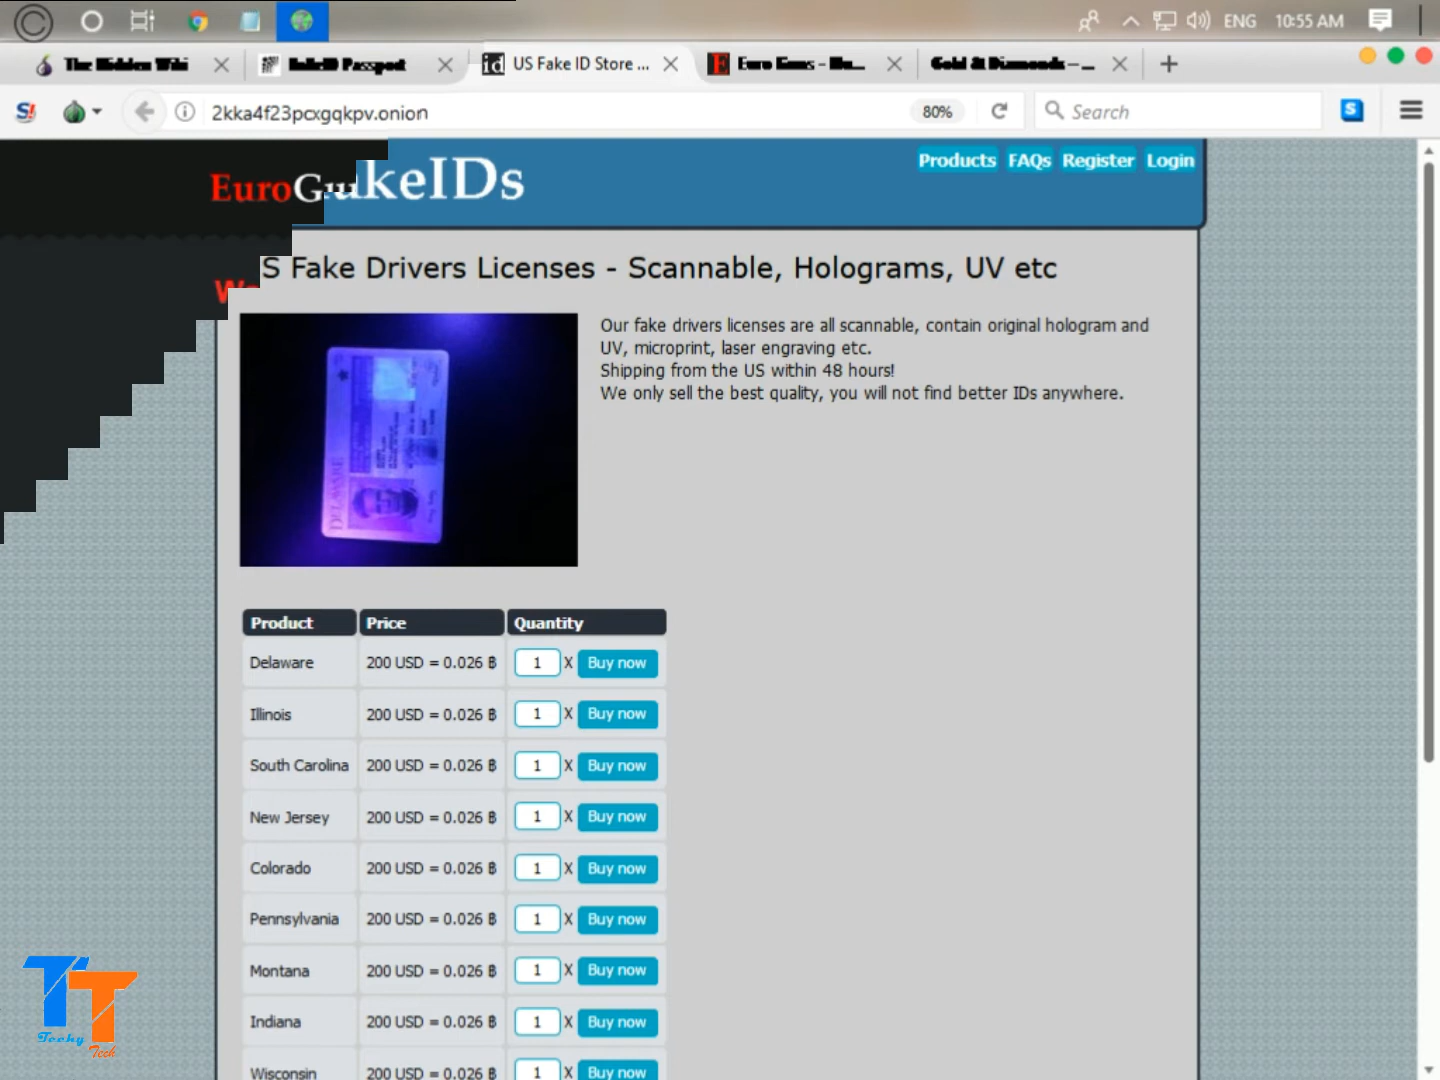 ENG 10:55 AM
US Fake ID Store ...
2kka4f23pcxgqkpv.onion 80% Search
Products FAQs Register Login
EuroG keIDs
S Fake Drivers Licenses - Scannable, Holograms, UV etc
Our fake drivers licenses are all scannable, contain original hologram and
UV, microprint, laser engraving etc.
Shipping from the US within 48 hours!
We only sell the best quality, you will not find better IDs anywhere.
DELAWARE
Product Price Quantity
Delaware 200 USD = 0.026 ฿ 1 X Buy now
Illinois 200 USD = 0.026 ฿ 1 X Buy now
South Carolina 200 USD = 0.026 ฿ 1 X Buy now
New Jersey 200 USD = 0.026 ฿ 1 X Buy now
Colorado 200 USD = 0.026 ฿ 1 X Buy now
Pennsylvania 200 USD = 0.026 ฿ 1 X Buy now
Montana 200 USD = 0.026 ฿ 1 X Buy now
Indiana 200 USD = 0.026 ฿ 1 X Buy now
Wisconsin 200 USD = 0.026 ฿ 1 X Buy now
TT
Techy
Tech